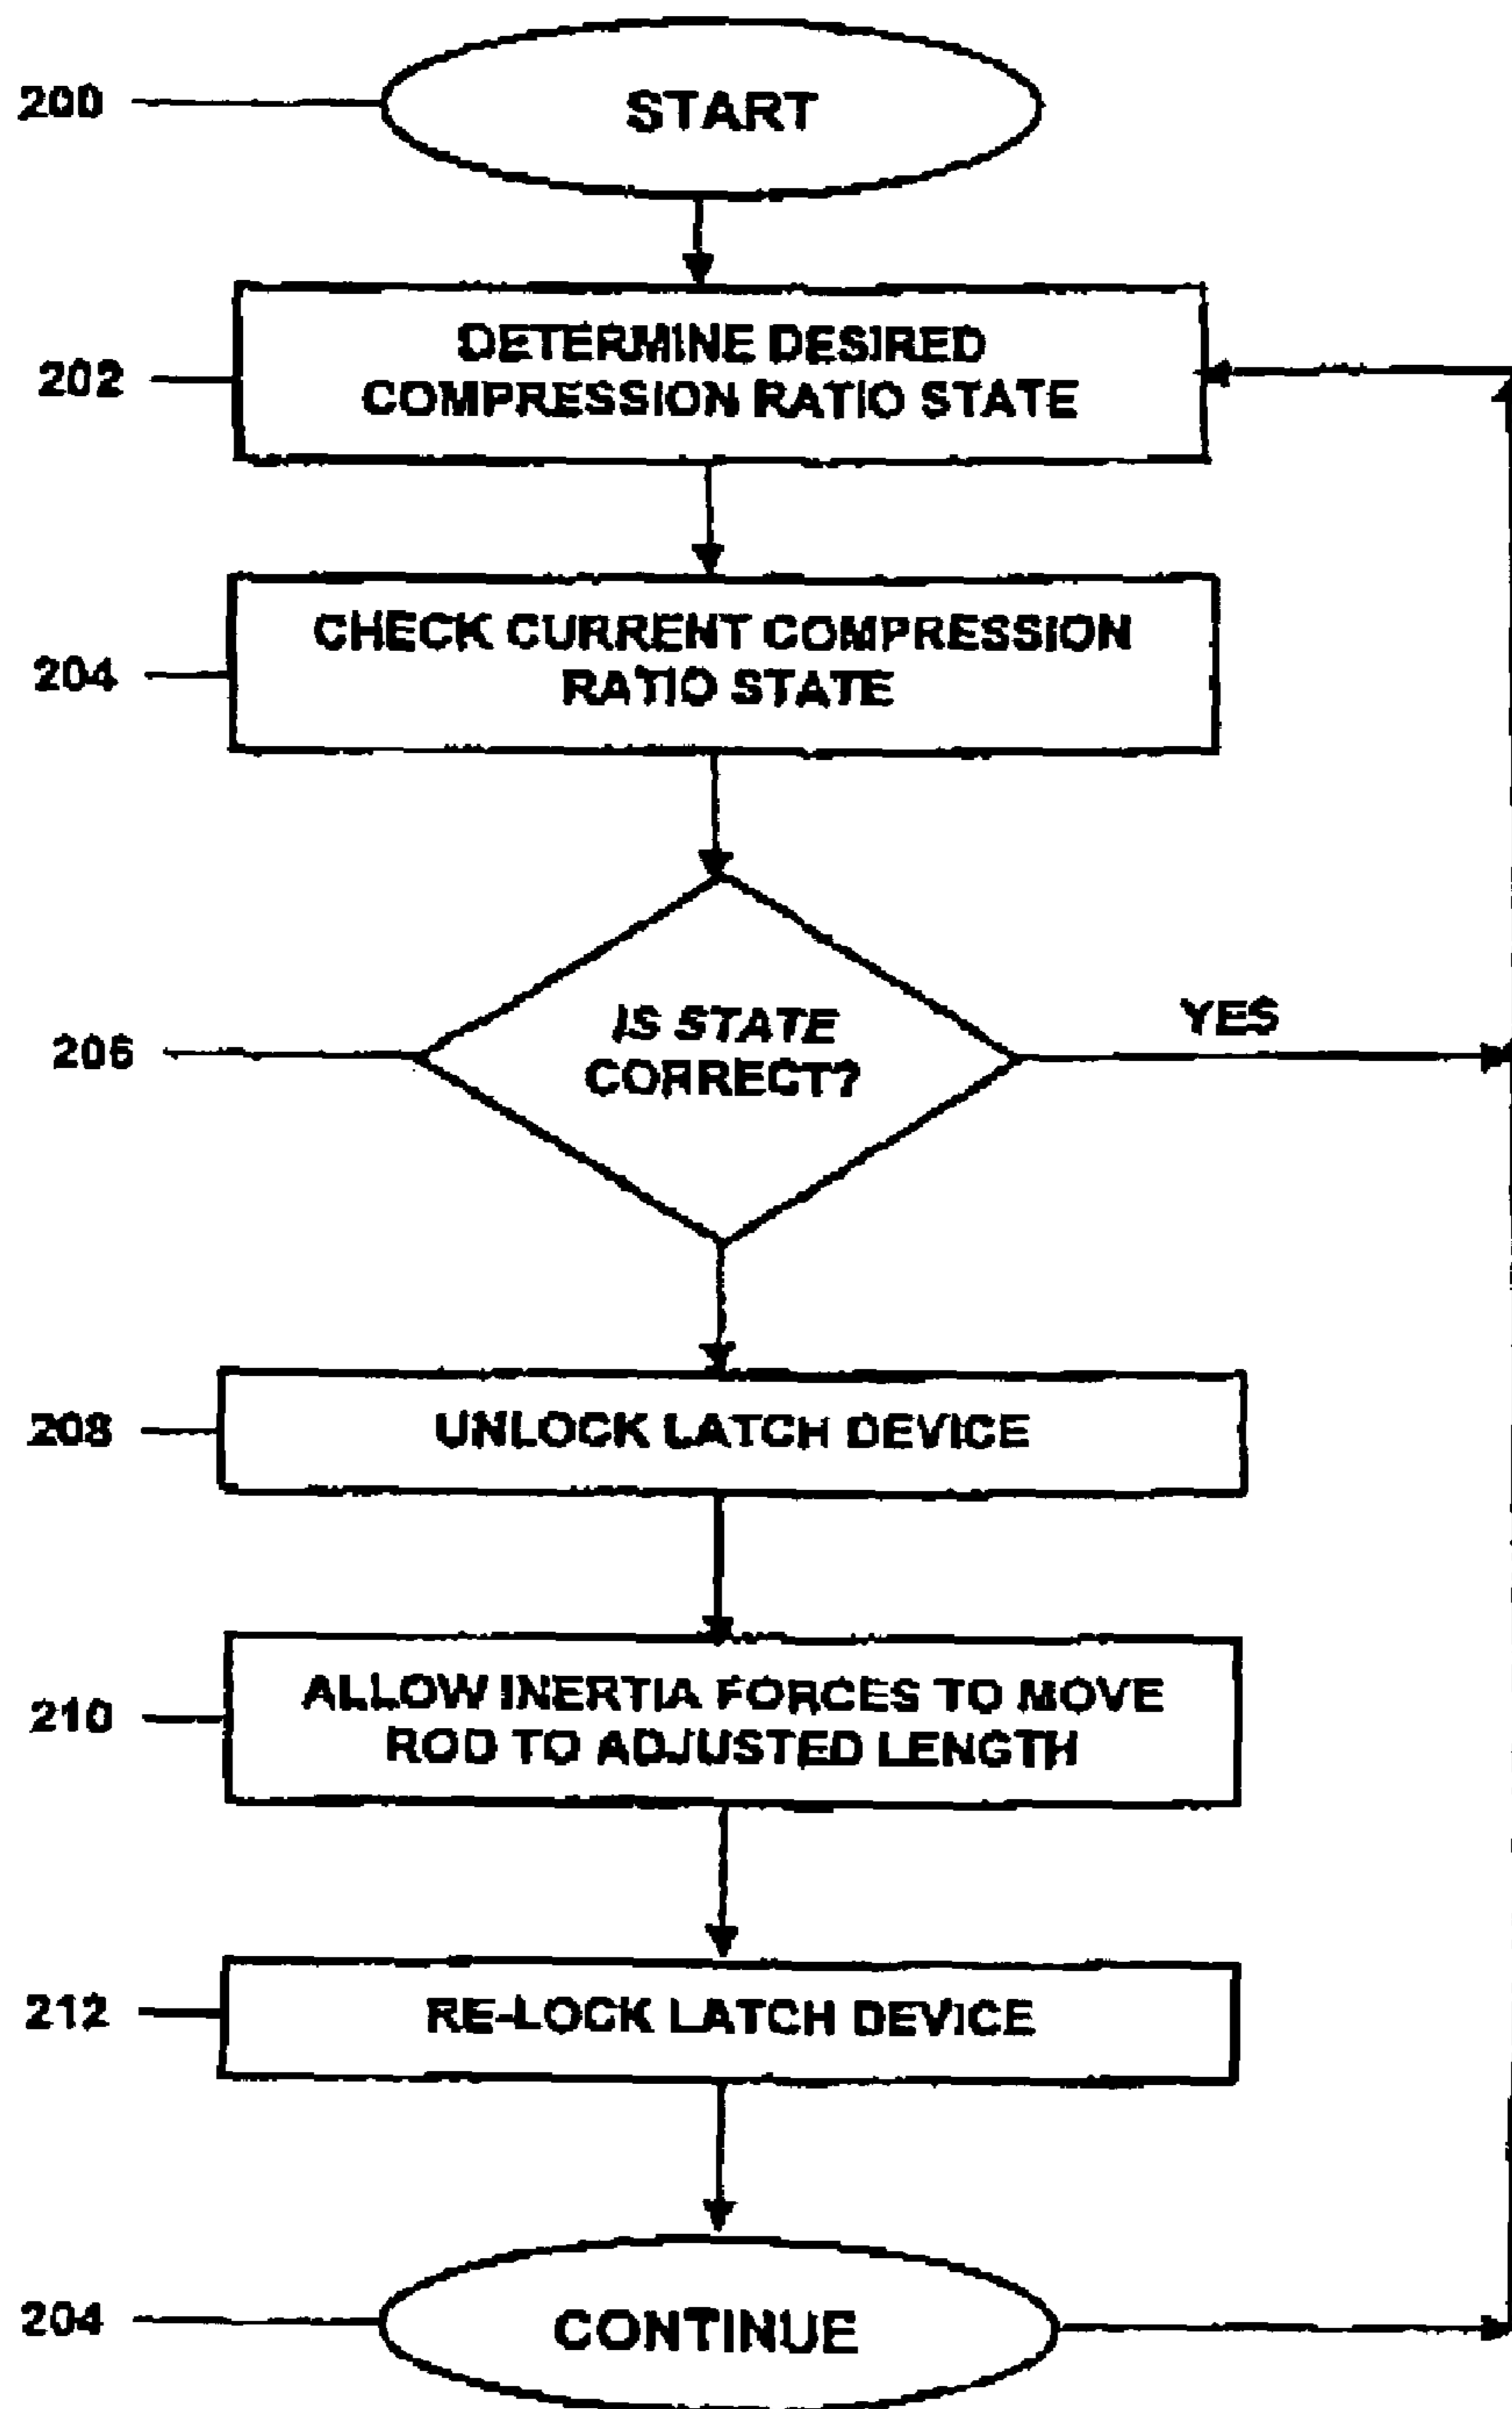 200
START
202
DETERMINE DESIRED
COMPRESSION RATIO STATE
204
CHECK CURRENT COMPRESSION
RATIO STATE
206
IS STATE
CORRECT?
YES
208
UNLOCK LATCH DEVICE
210
ALLOW INERTIA FORCES TO MOVE
ROD TO ADJUSTED LENGTH
212
RE-LOCK LATCH DEVICE
204
CONTINUE